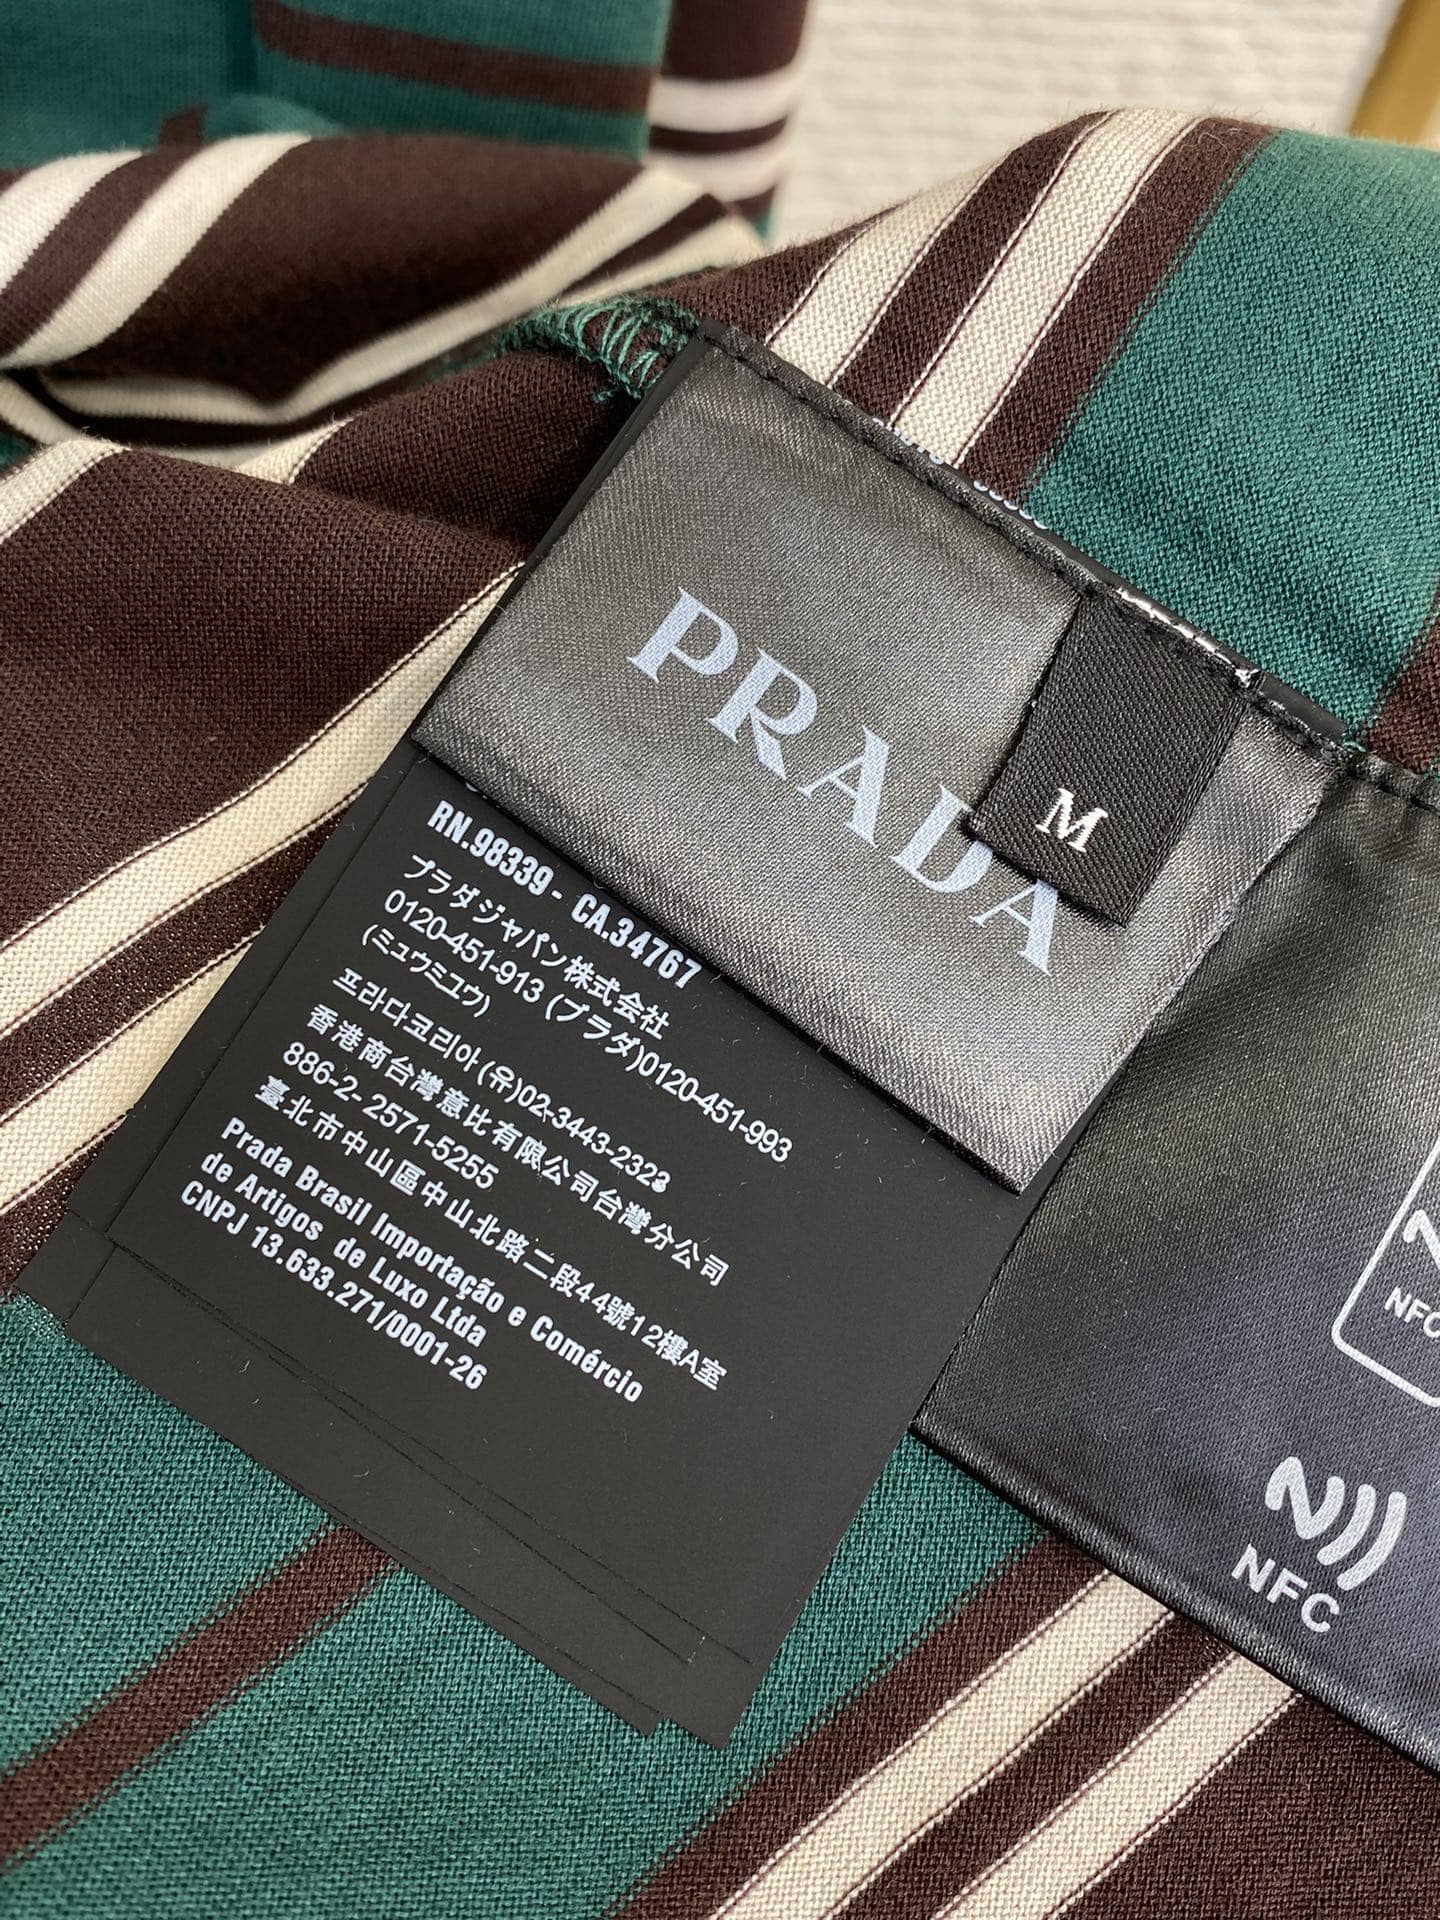 PRADA
M
RN.98339 - CA.34767
プラダジャパン株式会社
0120-451-913 (プラダ)0120-451-993
(ミュウミュウ)
프라다코리아(유)02-3443-2323
香港商台灣意比有限公司台灣分公司
886-2- 2571-5255
臺北市中山區中山北路二段44號12樓A室
Prada Brasil Importação e Comércio
de Artigos de Luxo Ltda
CNPJ 13.633.271/0001-26
NFC
NFC